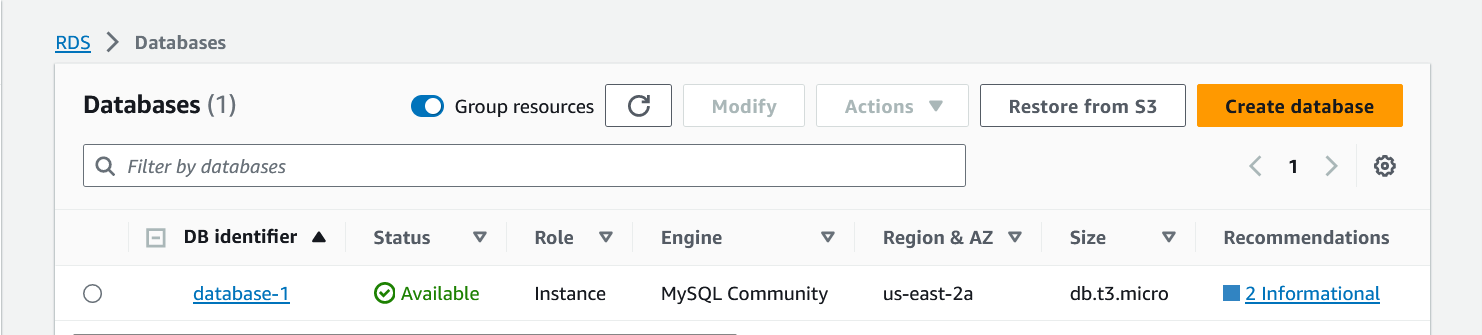 RDS > Databases
Databases (1) Group resources Modify Actions Restore from S3 Create database
Filter by databases 1
DB identifier Status Role Engine Region & AZ Size Recommendations
database-1 Available Instance MySQL Community us-east-2a db.t3.micro 2 Informational